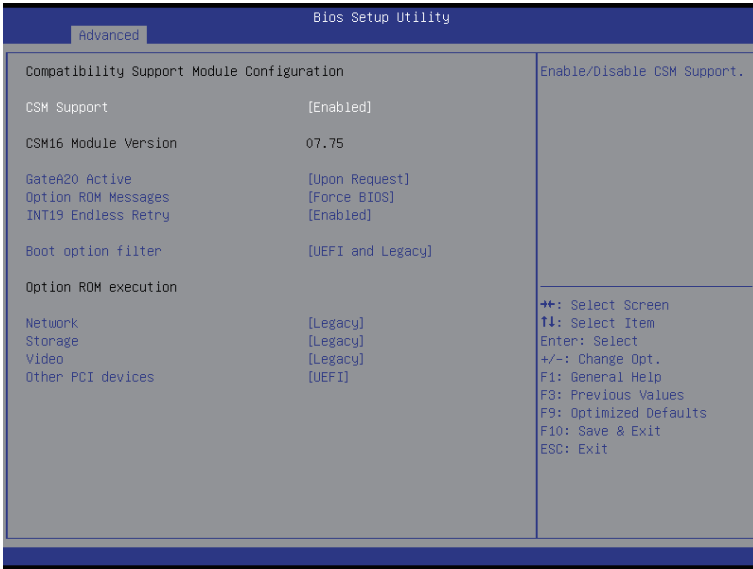 Bios Setup Utility
Advanced
Compatibility Support Module Configuration
CSM Support [Enabled]
CSM16 Module Version 07.75
GateA20 Active [Upon Request]
Option ROM Messages [Force BIOS]
INT19 Endless Retry [Enabled]
Boot option filter [UEFI and Legacy]
Option ROM execution
Network [Legacy]
Storage [Legacy]
Video [Legacy]
Other PCI devices [UEFI]
Enable/Disable CSM Support.
→←: Select Screen
↑↓: Select Item
Enter: Select
+/-: Change Opt.
F1: General Help
F3: Previous Values
F9: Optimized Defaults
F10: Save & Exit
ESC: Exit